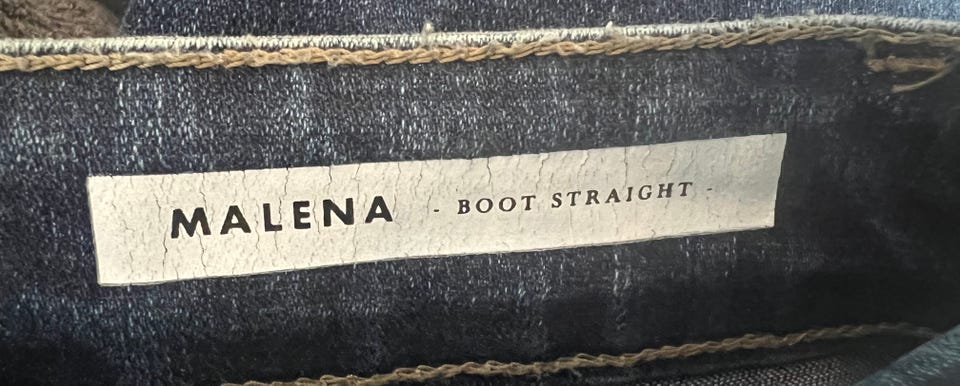 MALENA - BOOT STRAIGHT -